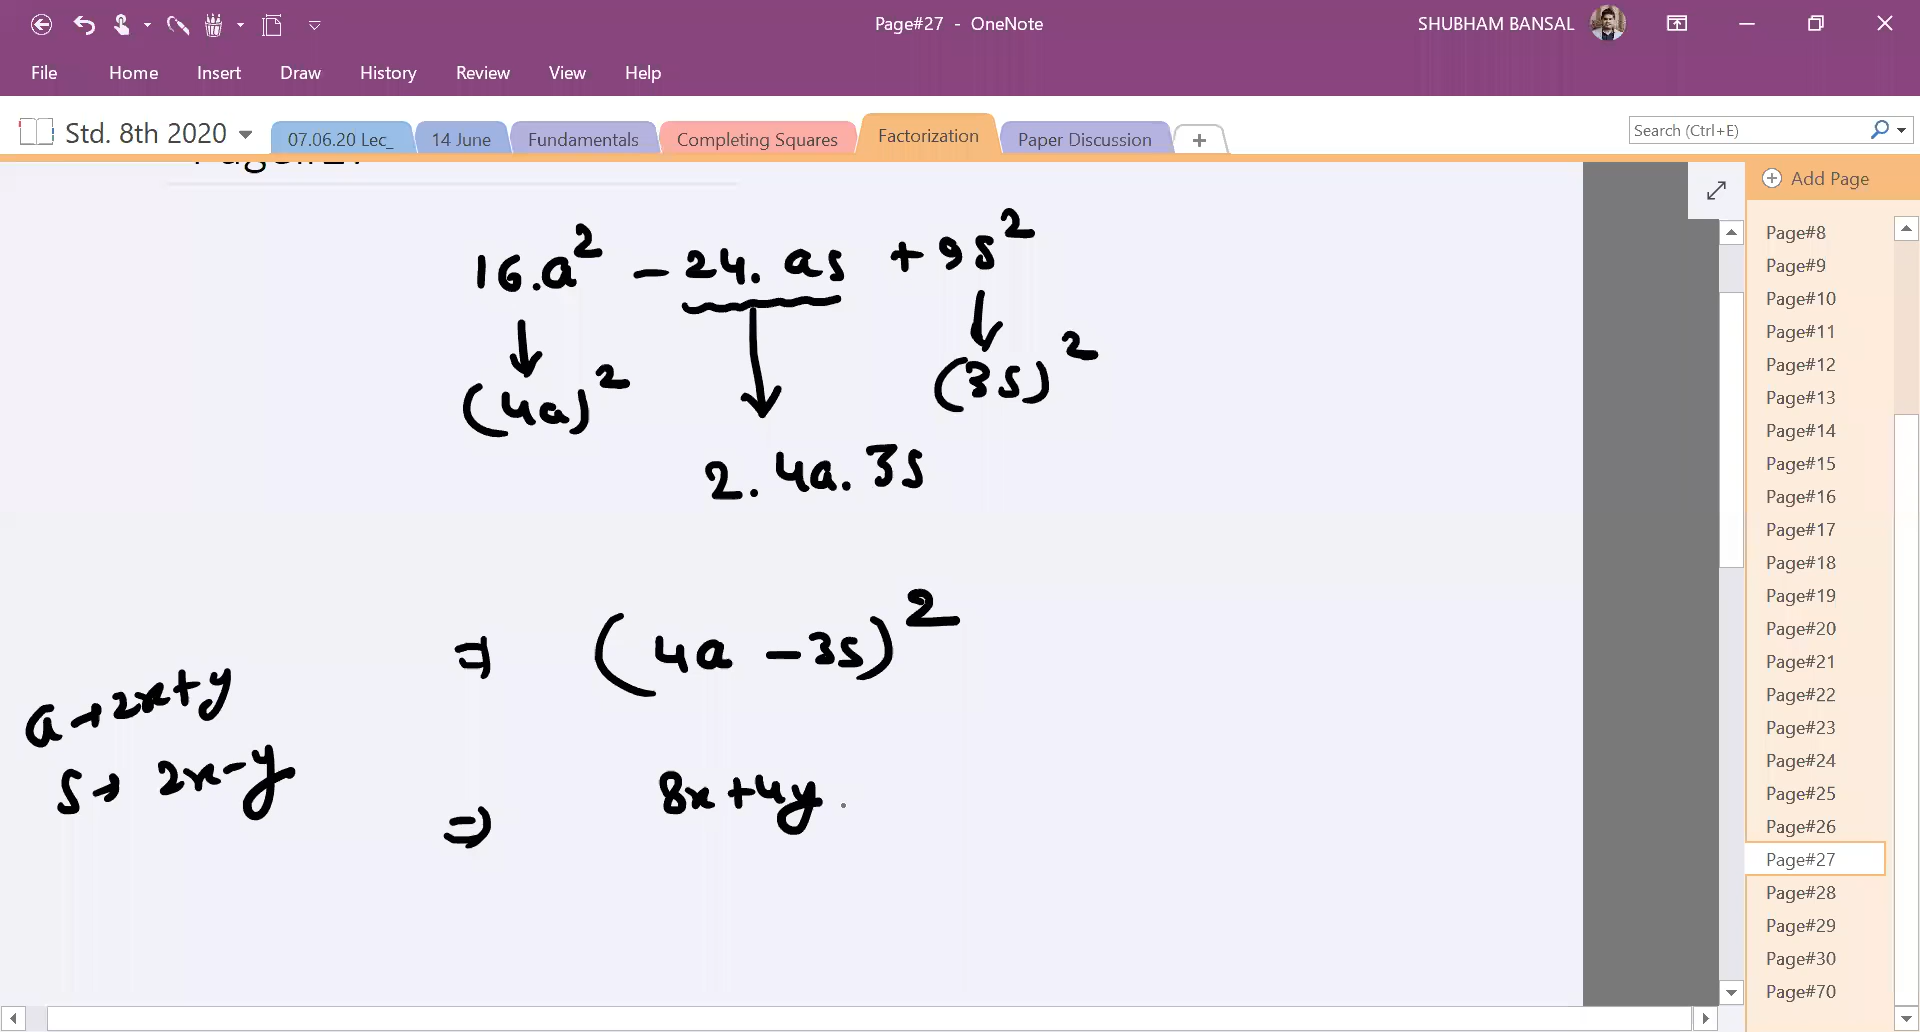 Page#27 - OneNote
SHUBHAM BANSAL
File Home Insert Draw History Review View Help
Std. 8th 2020
07.06.20 Lec_
14 June
Fundamentals
Completing Squares
Factorization
Paper Discussion
+
Search (Ctrl+E)
16.a² - 24. as + 9s²
(4a)²
(3s)²
2. 4a. 3s
⇒ (4a - 3s)²
a → 2x+y
s → 2x-y
⇒ 8x + 4y
Add Page
Page#8
Page#9
Page#10
Page#11
Page#12
Page#13
Page#14
Page#15
Page#16
Page#17
Page#18
Page#19
Page#20
Page#21
Page#22
Page#23
Page#24
Page#25
Page#26
Page#27
Page#28
Page#29
Page#30
Page#70